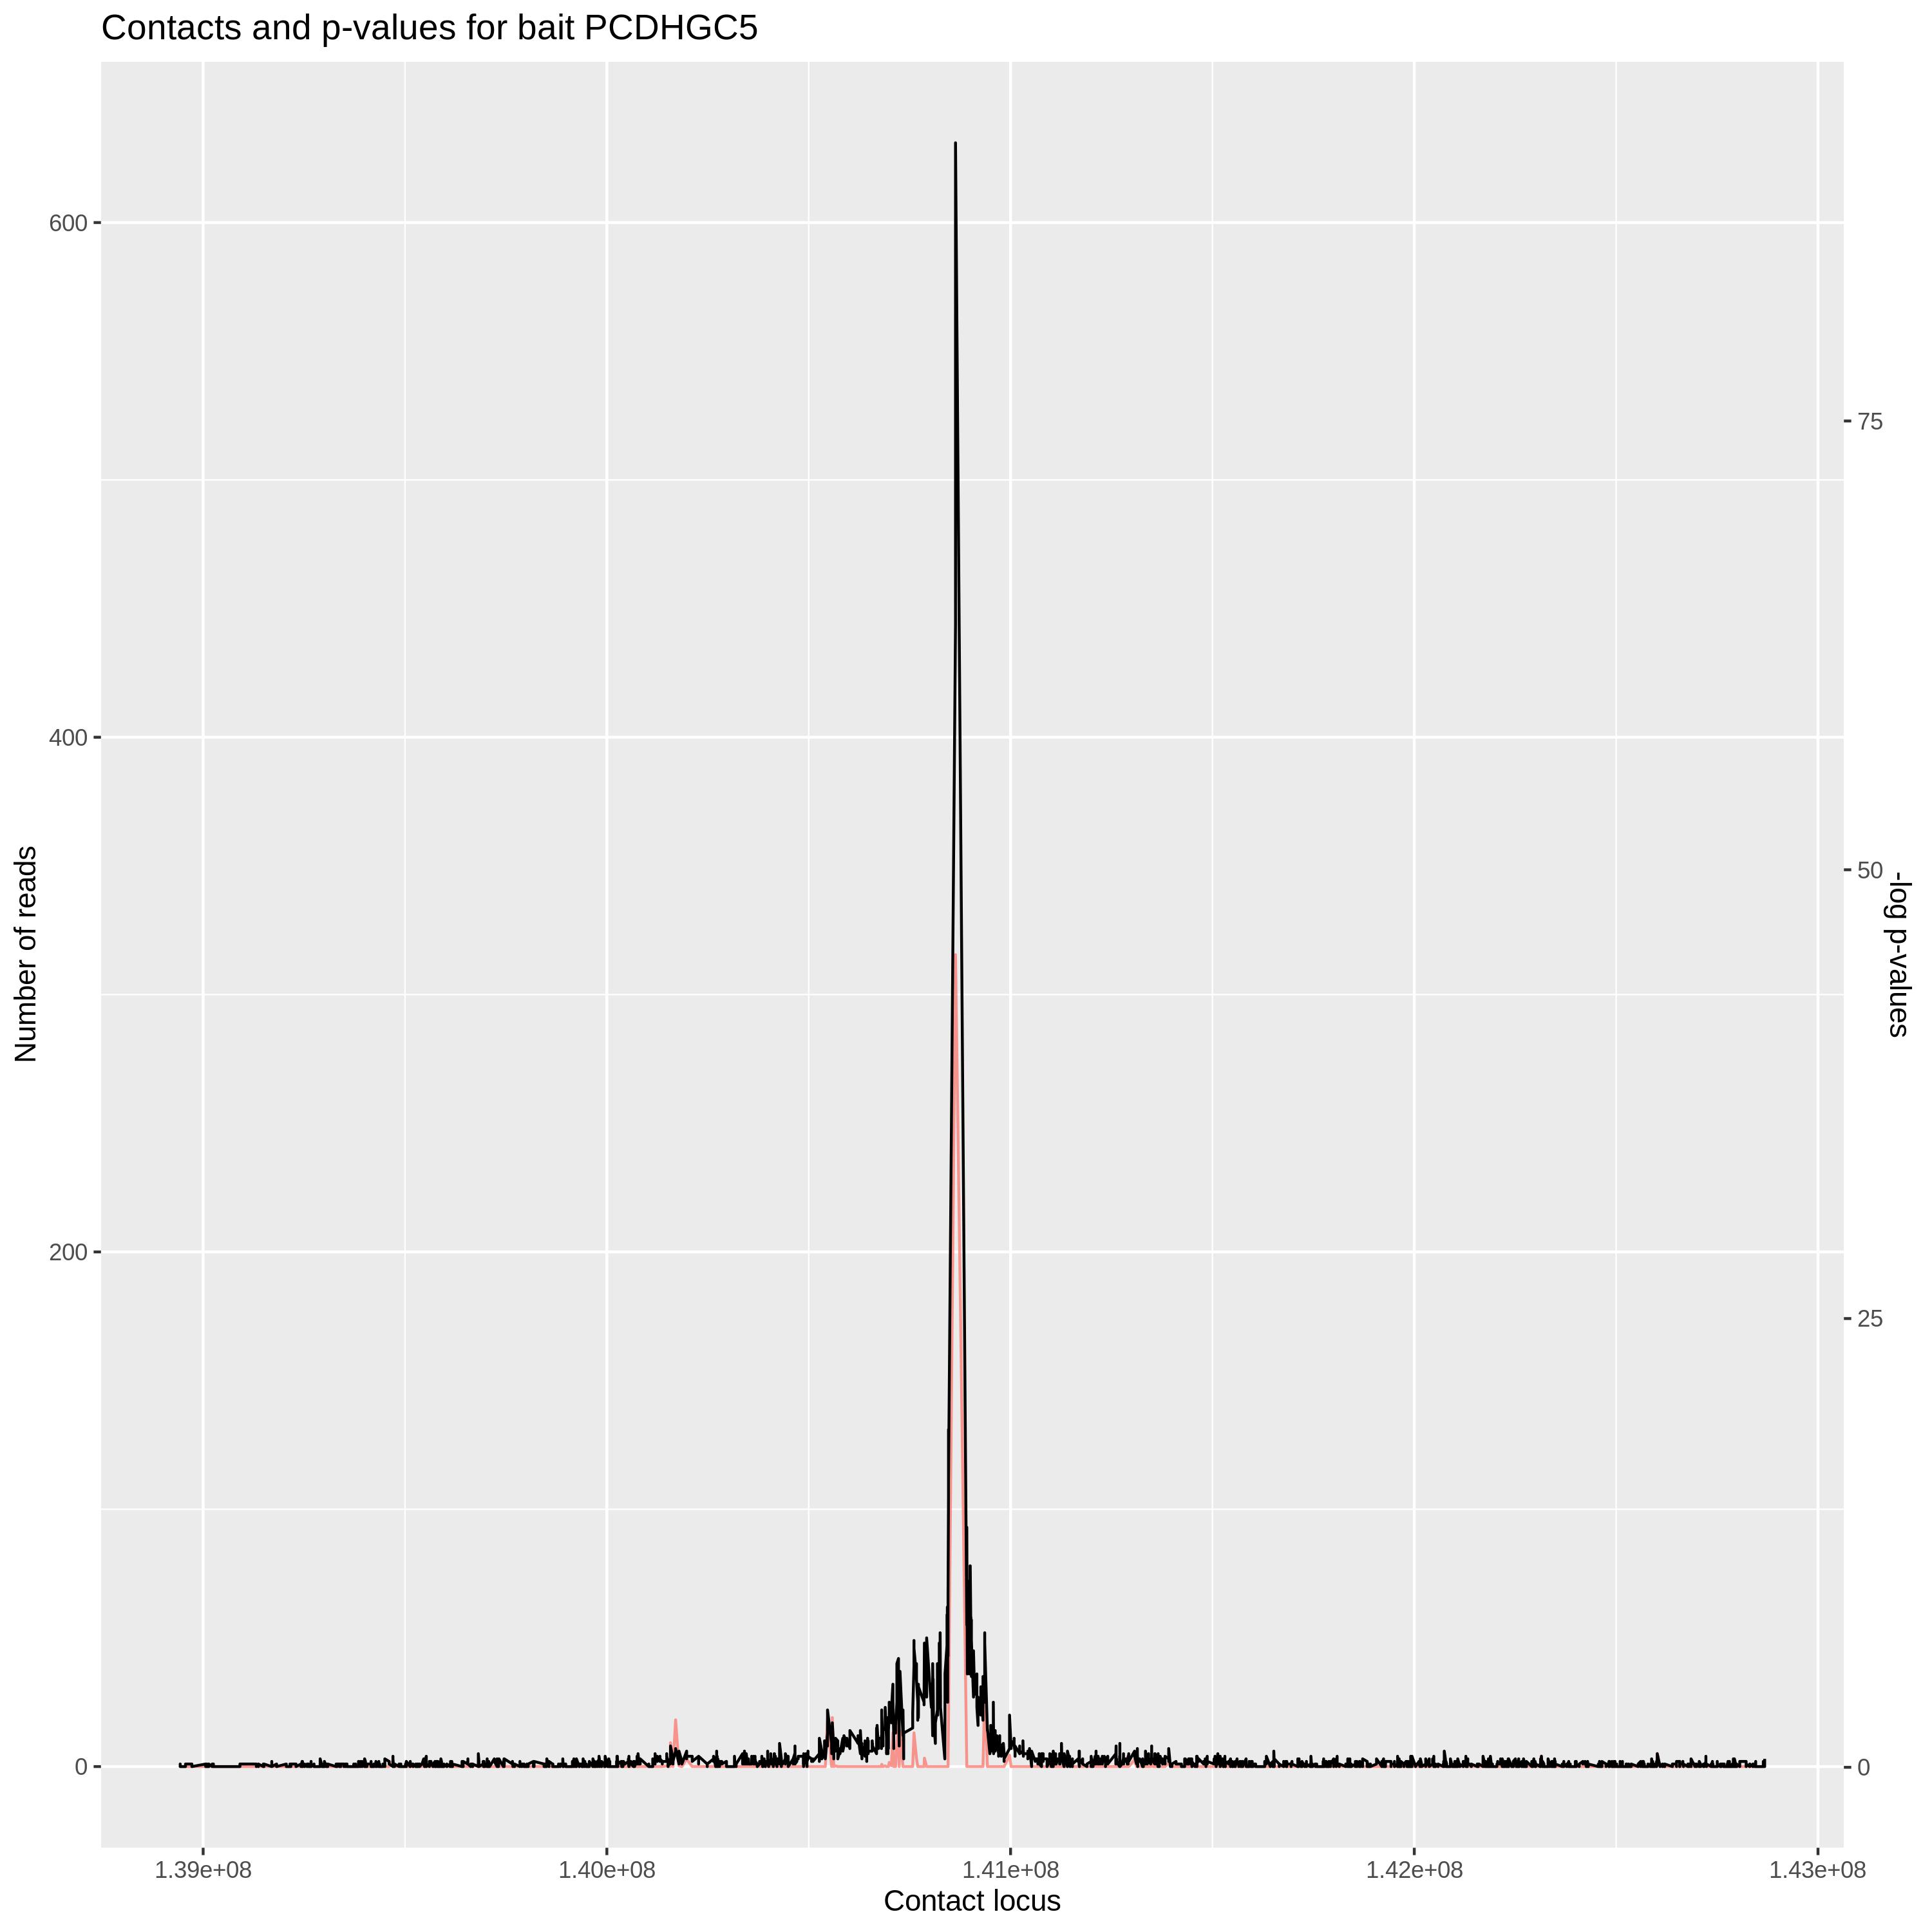 Contacts and p-values for bait PCDHGC5
600
400
200
0
Number of reads
75
50
25
0
-log p-values
1.39e+08
1.40e+08
1.41e+08
1.42e+08
1.43e+08
Contact locus